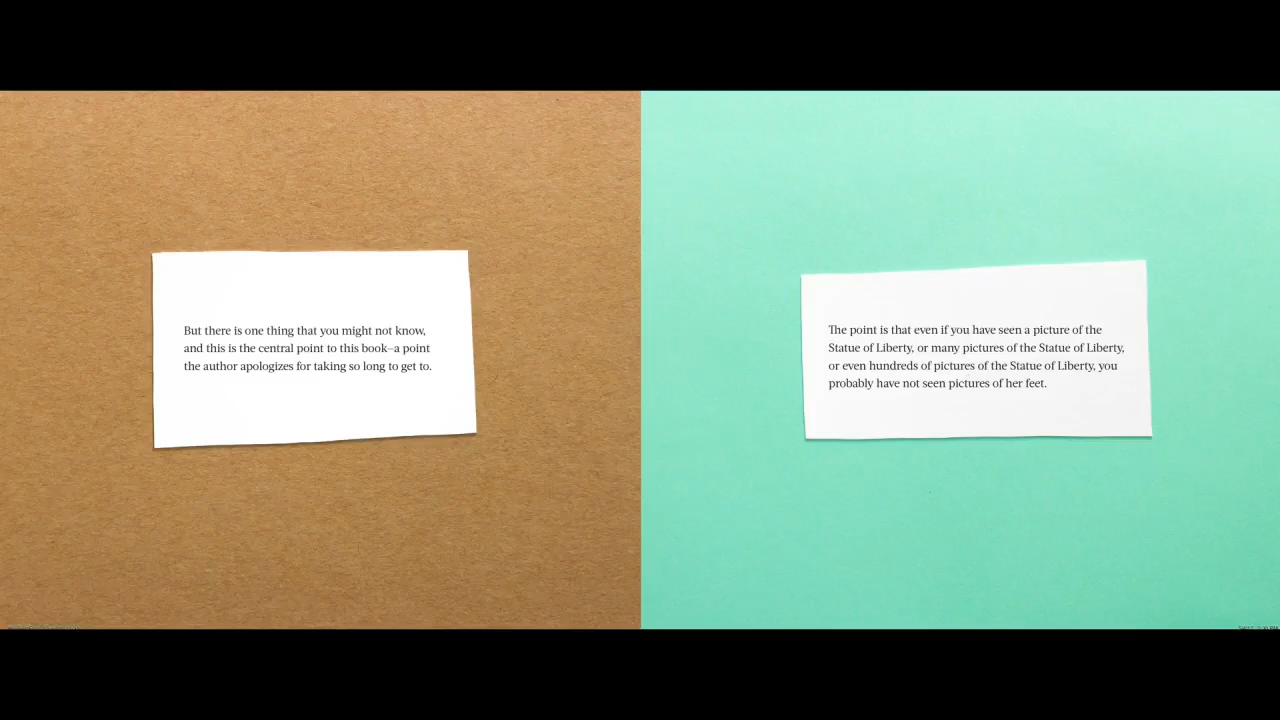 But there is one thing that you might not know,
and this is the central point to this book–a point
the author apologizes for taking so long to get to.
The point is that even if you have seen a picture of the
Statue of Liberty, or many pictures of the Statue of Liberty,
or even hundreds of pictures of the Statue of Liberty, you
probably have not seen pictures of her feet.